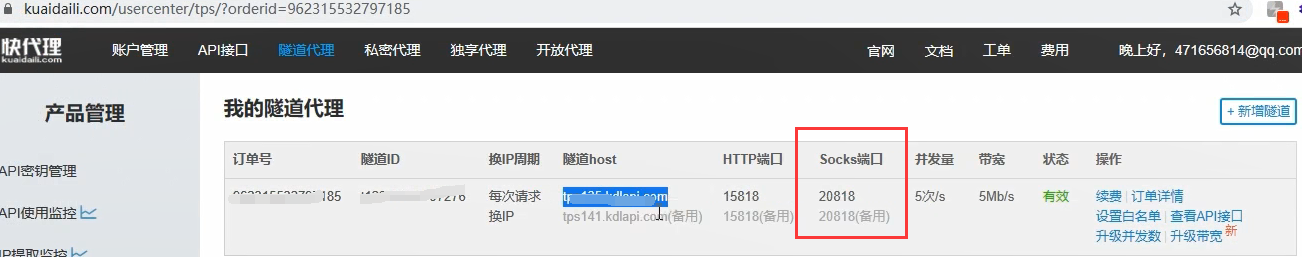 kuaidaili.com/usercenter/tps/?orderid=962315532797185
快代理 账户管理 API接口 隧道代理 私密代理 独享代理 开放代理 官网 文档 工单 费用 晚上好，471656814@qq.com
kuaidaili.com
产品管理
我的隧道代理
+ 新增隧道
订单号 隧道ID 换IP周期 隧道host HTTP端口 Socks端口 并发量 带宽 状态 操作
API密钥管理
每次请求 15818 20818 5次/s 5Mb/s 有效 续费 | 订单详情
换IP tps141.kdlapi.com(备用) 15818(备用) 20818(备用) 设置白名单 | 查看API接口
API使用监控
升级并发数 | 升级带宽 新
IP提取监控